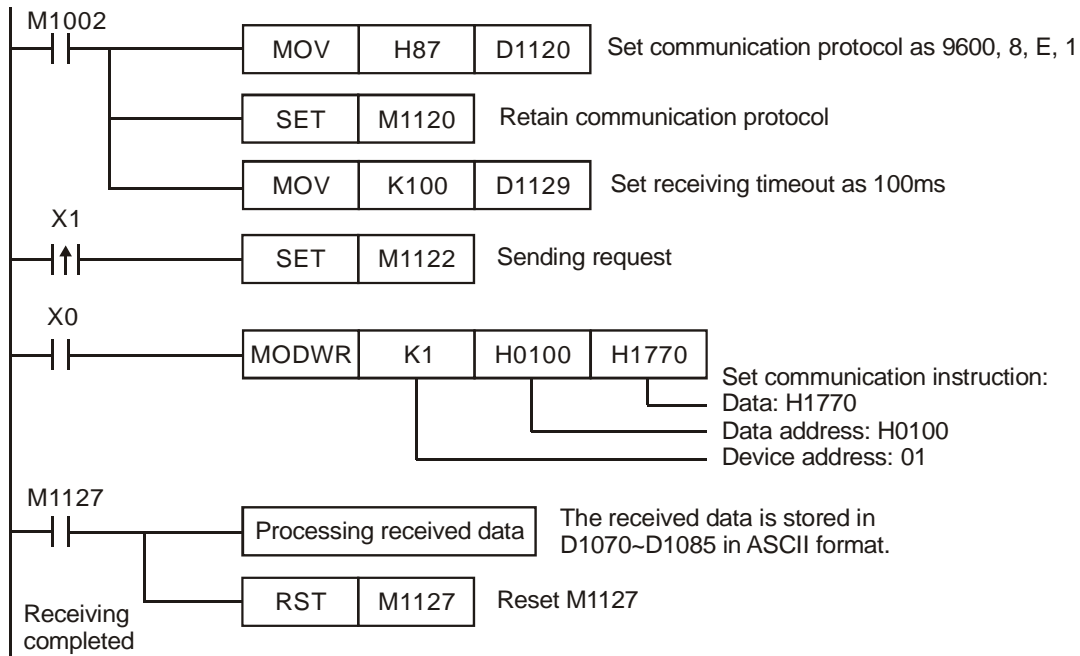 M1002
MOV H87 D1120 Set communication protocol as 9600, 8, E, 1
SET M1120 Retain communication protocol
MOV K100 D1129 Set receiving timeout as 100ms
X1
SET M1122 Sending request
X0
MODWR K1 H0100 H1770
Set communication instruction:
Data: H1770
Data address: H0100
Device address: 01
M1127
Processing received data
The received data is stored in
D1070~D1085 in ASCII format.
RST M1127 Reset M1127
Receiving
completed